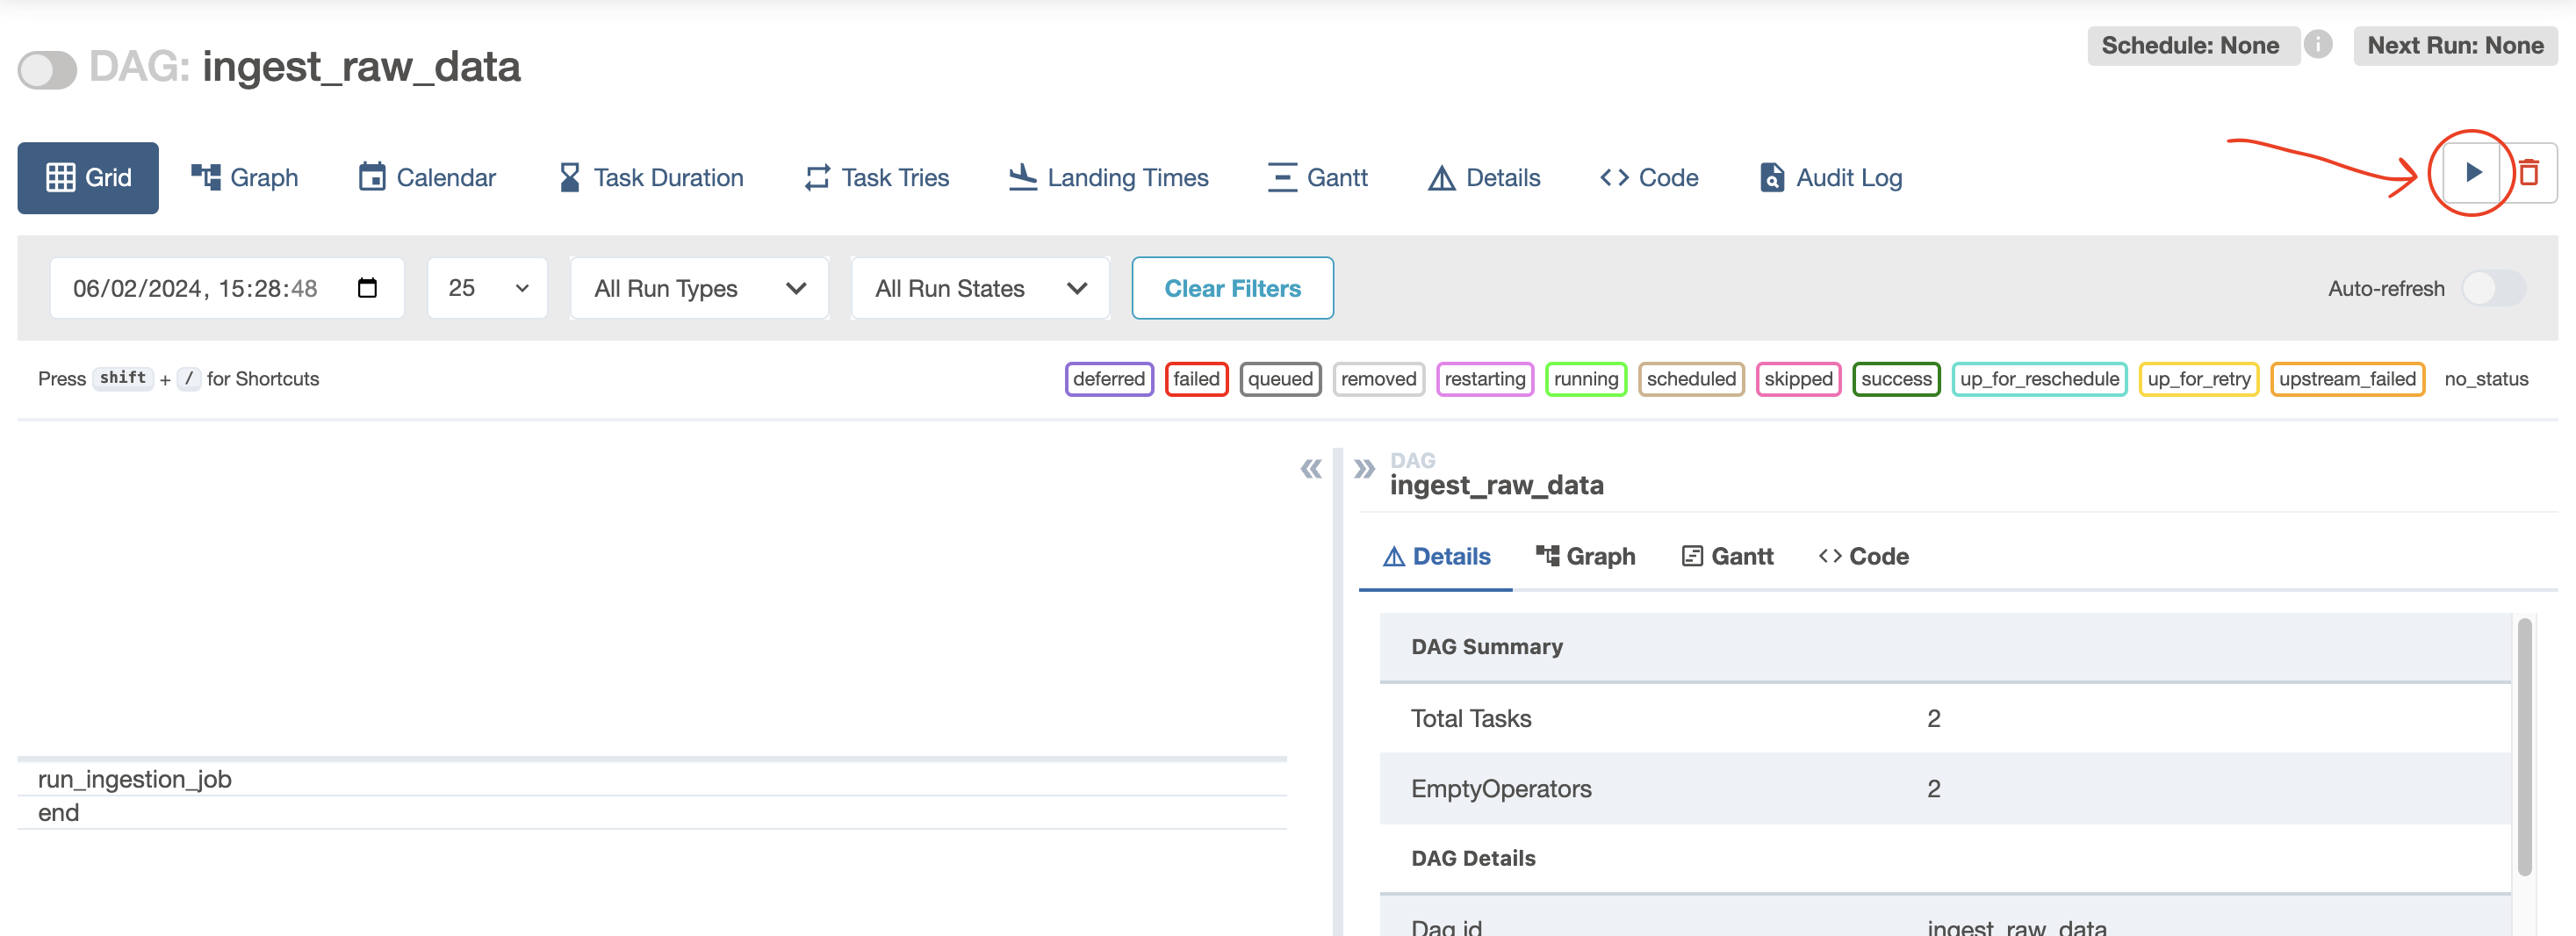 DAG: ingest_raw_data
Schedule: None
Next Run: None
Grid
Graph
Calendar
Task Duration
Task Tries
Landing Times
Gantt
Details
Code
Audit Log
06/02/2024, 15:28:48
25
All Run Types
All Run States
Clear Filters
Auto-refresh
Press shift + / for Shortcuts
deferred
failed
queued
removed
restarting
running
scheduled
skipped
success
up_for_reschedule
up_for_retry
upstream_failed
no_status
run_ingestion_job
end
DAG
ingest_raw_data
Details
Graph
Gantt
Code
DAG Summary
Total Tasks 2
EmptyOperators 2
DAG Details
Dag id ingest_raw_data